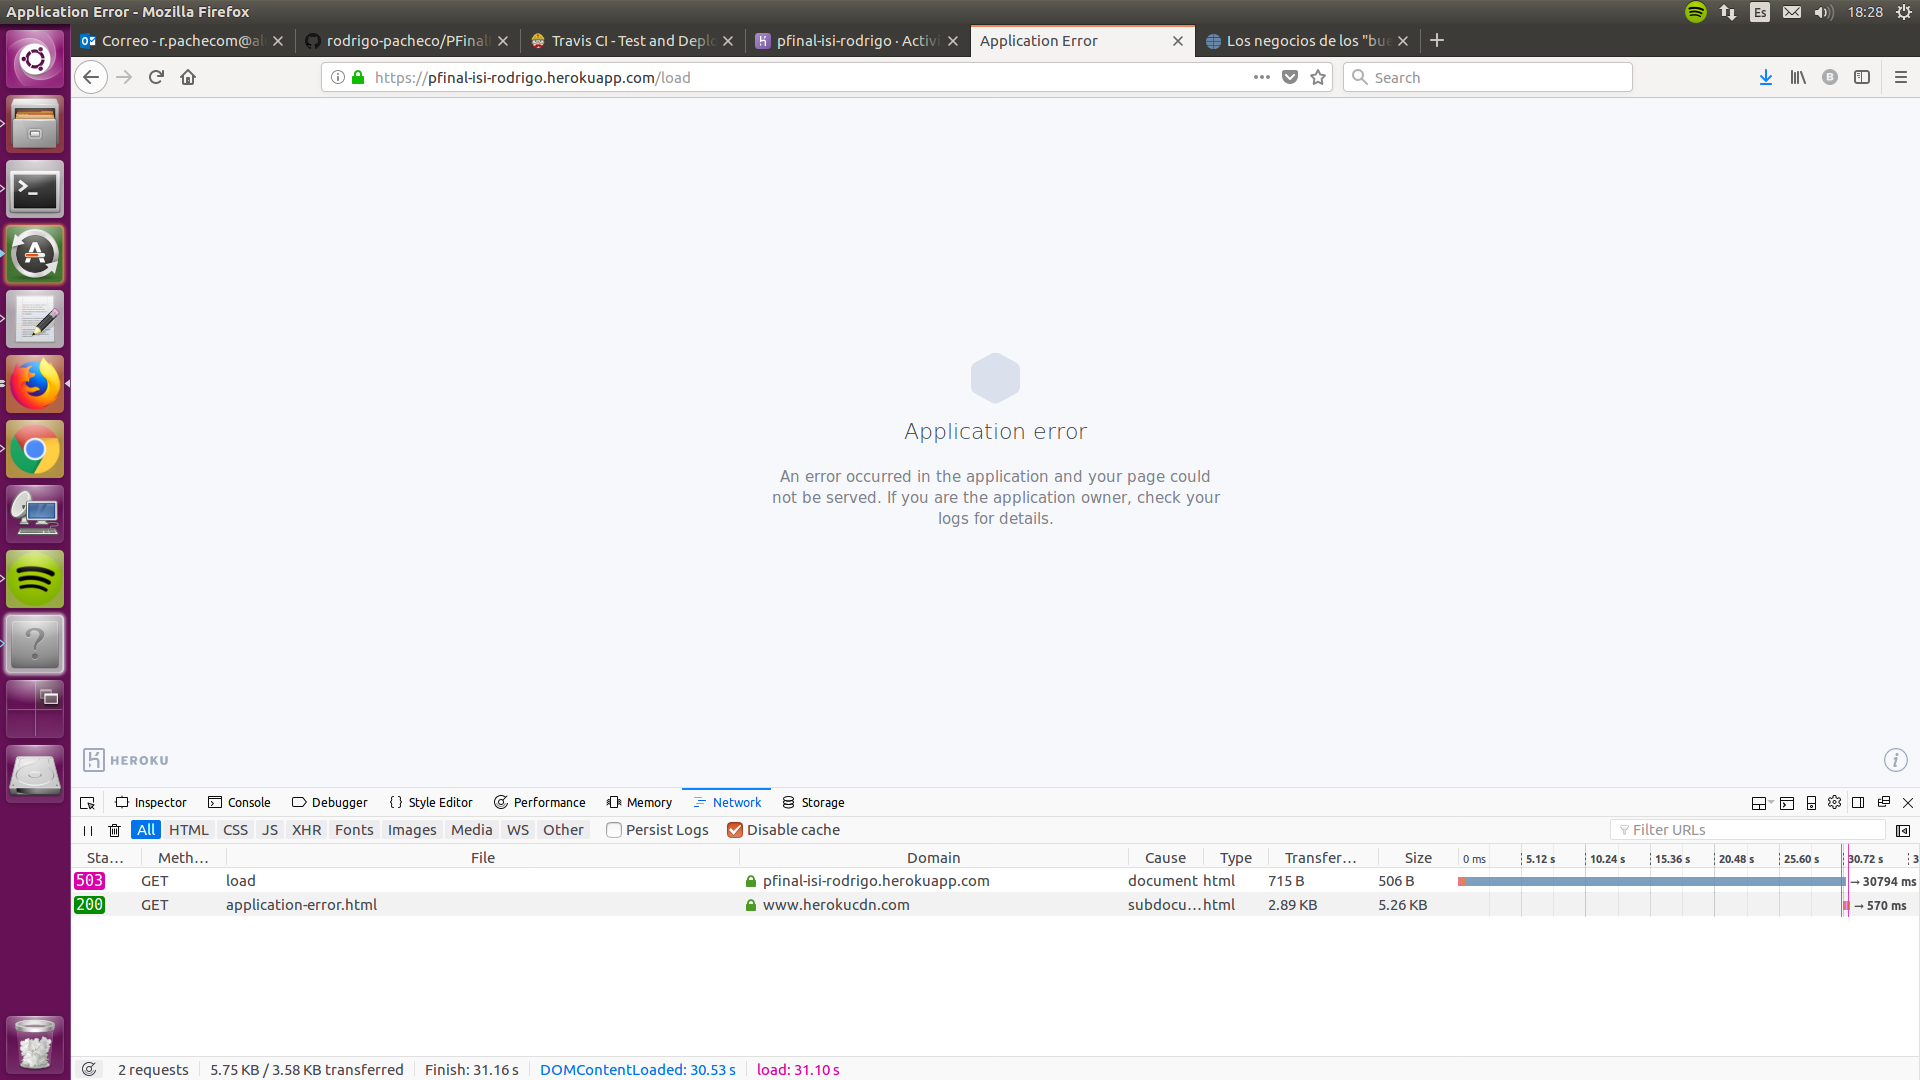 Application Error - Mozilla Firefox
Es
18:28
Correo - r.pachecom@al
rodrigo-pacheco/PFinal
Travis CI - Test and Deplo
pfinal-isi-rodrigo · Activi
Application Error
Los negocios de los "bue
https://pfinal-isi-rodrigo.herokuapp.com/load
Search
Application error
An error occurred in the application and your page could
not be served. If you are the application owner, check your
logs for details.
HEROKU
Inspector
Console
Debugger
Style Editor
Performance
Memory
Network
Storage
All
HTML
CSS
JS
XHR
Fonts
Images
Media
WS
Other
Persist Logs
Disable cache
Filter URLs
Sta… Meth… File Domain Cause Type Transfer… Size 0 ms 5.12 s 10.24 s 15.36 s 20.48 s 25.60 s 30.72 s 3
503 GET load pfinal-isi-rodrigo.herokuapp.com document html 715 B 506 B → 30794 ms
200 GET application-error.html www.herokucdn.com subdocu… html 2.89 KB 5.26 KB → 570 ms
2 requests
5.75 KB / 3.58 KB transferred
Finish: 31.16 s
DOMContentLoaded: 30.53 s
load: 31.10 s